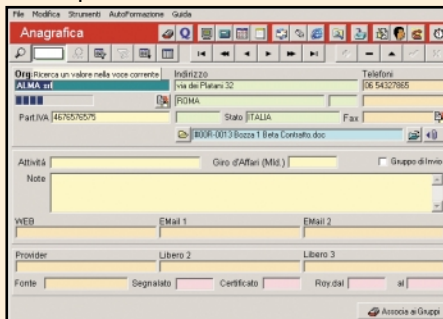 File Modifica Strumenti AutoFormazione Guida
Anagrafica
Org. Ricerca un valore nella voce corrente Indirizzo Telefoni
ALMA srl via dei Platani 32 06 54327865
ROMA
Part.IVA 4676576575 Stato ITALIA Fax
#00R-0013 Bozza 1 Beta Contratto.doc
Attività Giro d'Affari (Mld.) Gruppo di Invio
Note
WEB EMail 1 EMail 2
Provider Libero 2 Libero 3
Fonte Segnalato Certificato Roy.dal al
Associa ai Gruppi